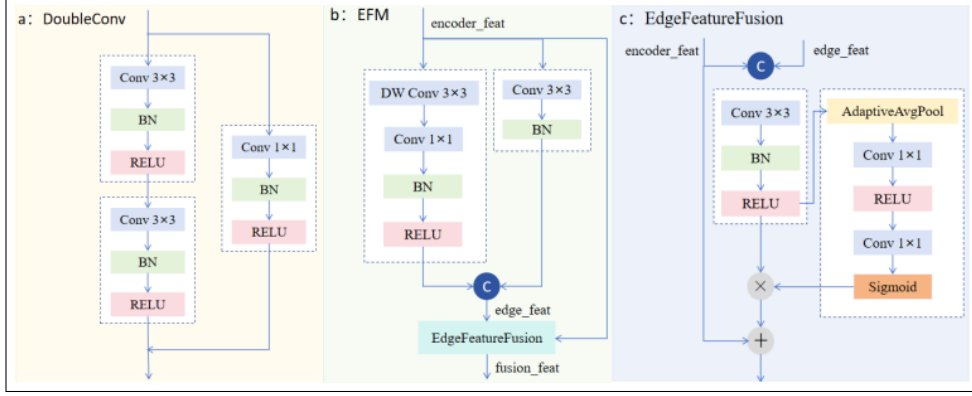 a: DoubleConv
Conv 3×3
BN
RELU
Conv 3×3
BN
RELU
Conv 1×1
BN
RELU
b: EFM
encoder_feat
DW Conv 3×3
Conv 1×1
BN
RELU
Conv 3×3
BN
C
edge_feat
EdgeFeatureFusion
fusion_feat
c: EdgeFeatureFusion
encoder_feat
edge_feat
C
Conv 3×3
BN
RELU
AdaptiveAvgPool
Conv 1×1
RELU
Conv 1×1
Sigmoid
×
+